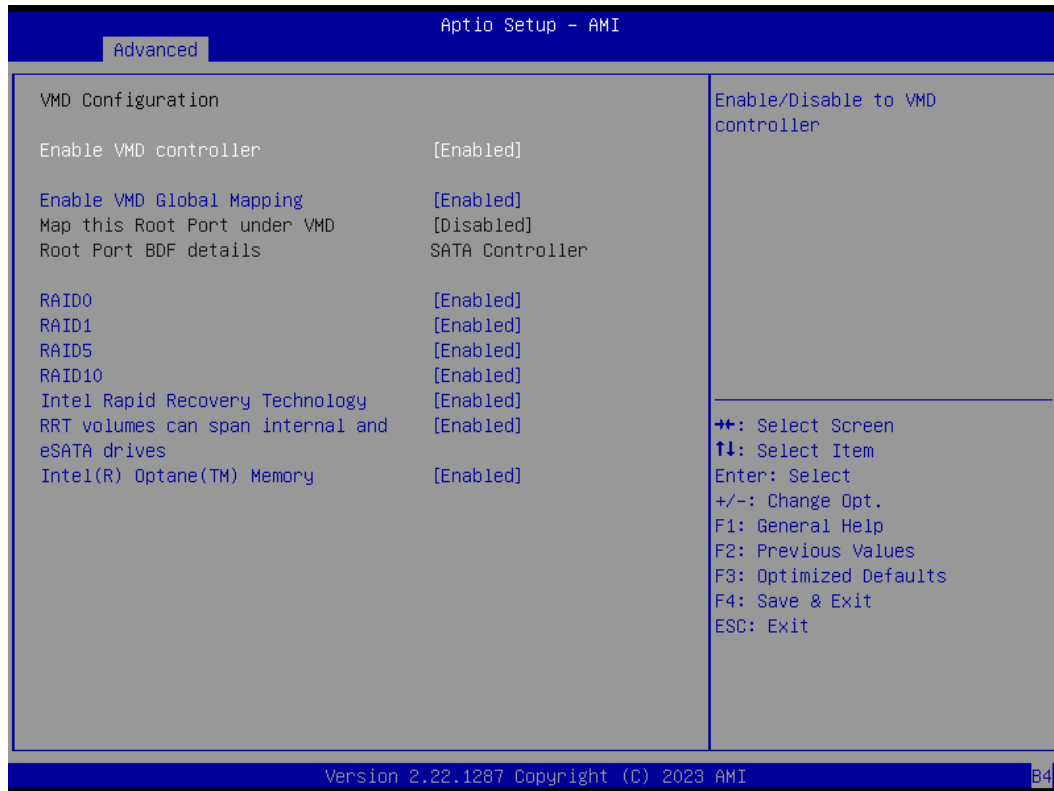 Aptio Setup – AMI
Advanced
VMD Configuration
Enable VMD controller [Enabled]
Enable VMD Global Mapping [Enabled]
Map this Root Port under VMD [Disabled]
Root Port BDF details SATA Controller
RAID0 [Enabled]
RAID1 [Enabled]
RAID5 [Enabled]
RAID10 [Enabled]
Intel Rapid Recovery Technology [Enabled]
RRT volumes can span internal and [Enabled]
eSATA drives
Intel(R) Optane(TM) Memory [Enabled]
Enable/Disable to VMD
controller
→←: Select Screen
↑↓: Select Item
Enter: Select
+/-: Change Opt.
F1: General Help
F2: Previous Values
F3: Optimized Defaults
F4: Save & Exit
ESC: Exit
Version 2.22.1287 Copyright (C) 2023 AMI
B4